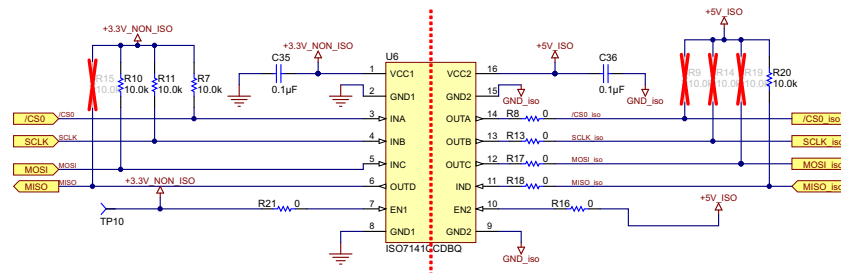 +3.3V_NON_ISO
R15
10.0k
R10
10.0k
R11
10.0k
R7
10.0k
C35
0.1µF
+3.3V_NON_ISO
U6
+5V_ISO
C36
0.1µF
GND_iso
+5V_ISO
R9
10.0k
R14
10.0k
R19
10.0k
R20
10.0k
1 VCC1 VCC2 16
2 GND1 GND2 15
GND_iso
/CS0 /CS0 3 INA OUTA 14 R8 0 /CS0_iso /CS0_iso
SCLK SCLK 4 INB OUTB 13 R13 0 SCLK_iso SCLK_iso
MOSI MOSI 5 INC OUTC 12 R17 0 MOSI_iso MOSI_iso
MISO MISO 6 OUTD IND 11 R18 0 MISO_iso MISO_iso
+3.3V_NON_ISO
TP10
R21 0 7 EN1 EN2 10 R16 0
+5V_ISO
8 GND1 GND2 9
GND_iso
ISO7141CCDBQ